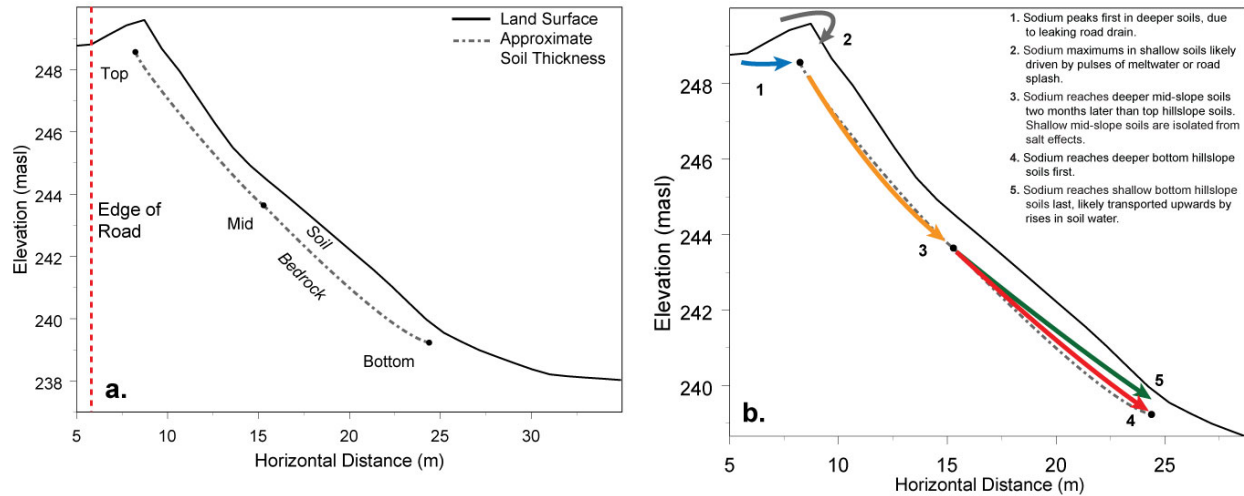 Land Surface
Approximate
Soil Thickness
248
246
244
242
240
238
Elevation (masl)
Top
Edge of
Road
Mid
Soil
Bedrock
Bottom
a.
5
10
15
20
25
30
Horizontal Distance (m)
248
246
244
242
240
Elevation (masl)
1
2
3
4
5
1. Sodium peaks first in deeper soils, due
to leaking road drain.
2. Sodium maximums in shallow soils likely
driven by pulses of meltwater or road
splash.
3. Sodium reaches deeper mid-slope soils
two months later than top hillslope soils.
Shallow mid-slope soils are isolated from
salt effects.
4. Sodium reaches deeper bottom hillslope
soils first.
5. Sodium reaches shallow bottom hillslope
soils last, likely transported upwards by
rises in soil water.
b.
5
10
15
20
25
Horizontal Distance (m)